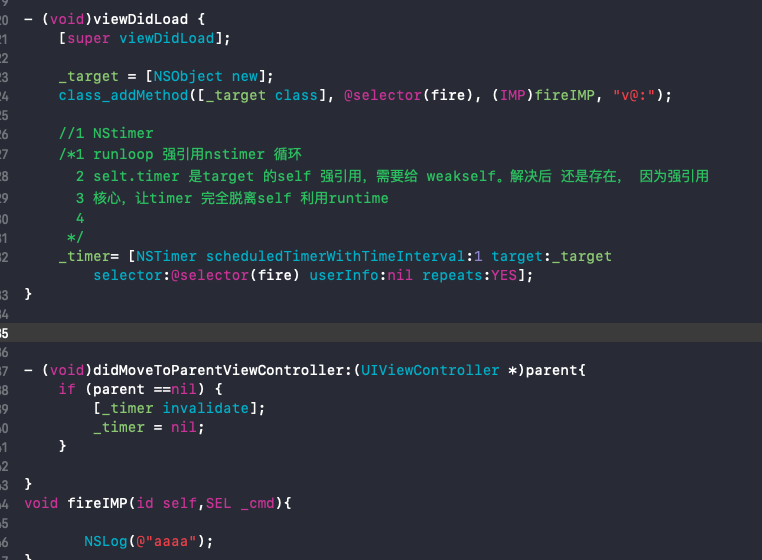 20 - (void)viewDidLoad {
21 [super viewDidLoad];
22
23 _target = [NSObject new];
24 class_addMethod([_target class], @selector(fire), (IMP)fireIMP, "v@:");
25
26 //1 NStimer
27 /*1 runloop 强引用nstimer 循环
28 2 selt.timer 是target 的self 强引用,需要给 weakself。解决后 还是存在, 因为强引用
29 3 核心,让timer 完全脱离self 利用runtime
30 4
31 */
32 _timer= [NSTimer scheduledTimerWithTimeInterval:1 target:_target
selector:@selector(fire) userInfo:nil repeats:YES];
33 }
34
35
36
37 - (void)didMoveToParentViewController:(UIViewController *)parent{
38 if (parent ==nil) {
39 [_timer invalidate];
40 _timer = nil;
41 }
42
43 }
44 void fireIMP(id self,SEL _cmd){
45
46 NSLog(@"aaaa");
47 }